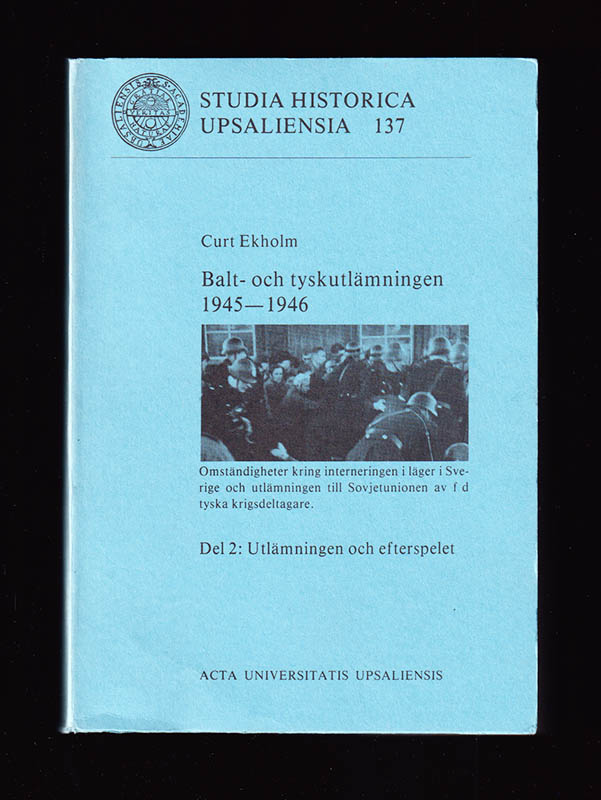 STUDIA HISTORICA
UPSALIENSIA 137
Curt Ekholm
Balt- och tyskutlämningen
1945—1946
Omständigheter kring interneringen i läger i Sve-
rige och utlämningen till Sovjetunionen av f d
tyska krigsdeltagare.
Del 2: Utlämningen och efterspelet
ACTA UNIVERSITATIS UPSALIENSIS